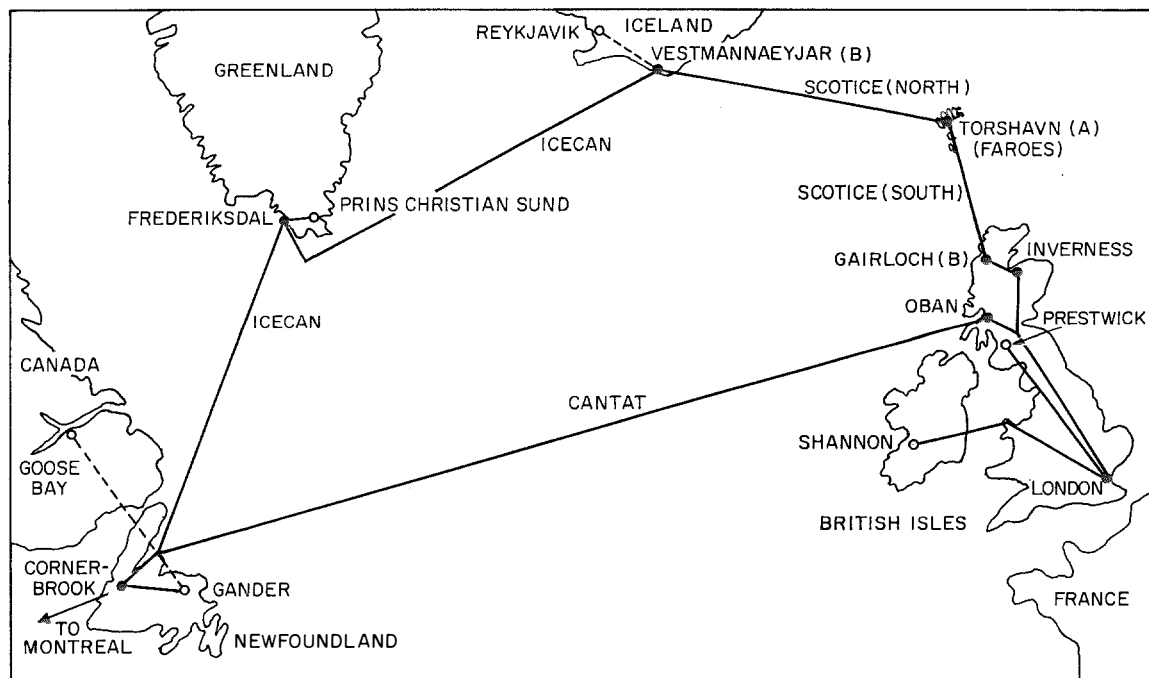 REYKJAVIK
ICELAND
VESTMANNAEYJAR (B)
GREENLAND
SCOTICE (NORTH)
TORSHAVN (A)
(FAROES)
ICECAN
SCOTICE (SOUTH)
PRINS CHRISTIAN SUND
FREDERIKSDAL
GAIRLOCH (B)
INVERNESS
OBAN
PRESTWICK
ICECAN
CANADA
CANTAT
GOOSE
BAY
SHANNON
LONDON
BRITISH ISLES
CORNER-
BROOK
GANDER
FRANCE
TO
MONTREAL
NEWFOUNDLAND